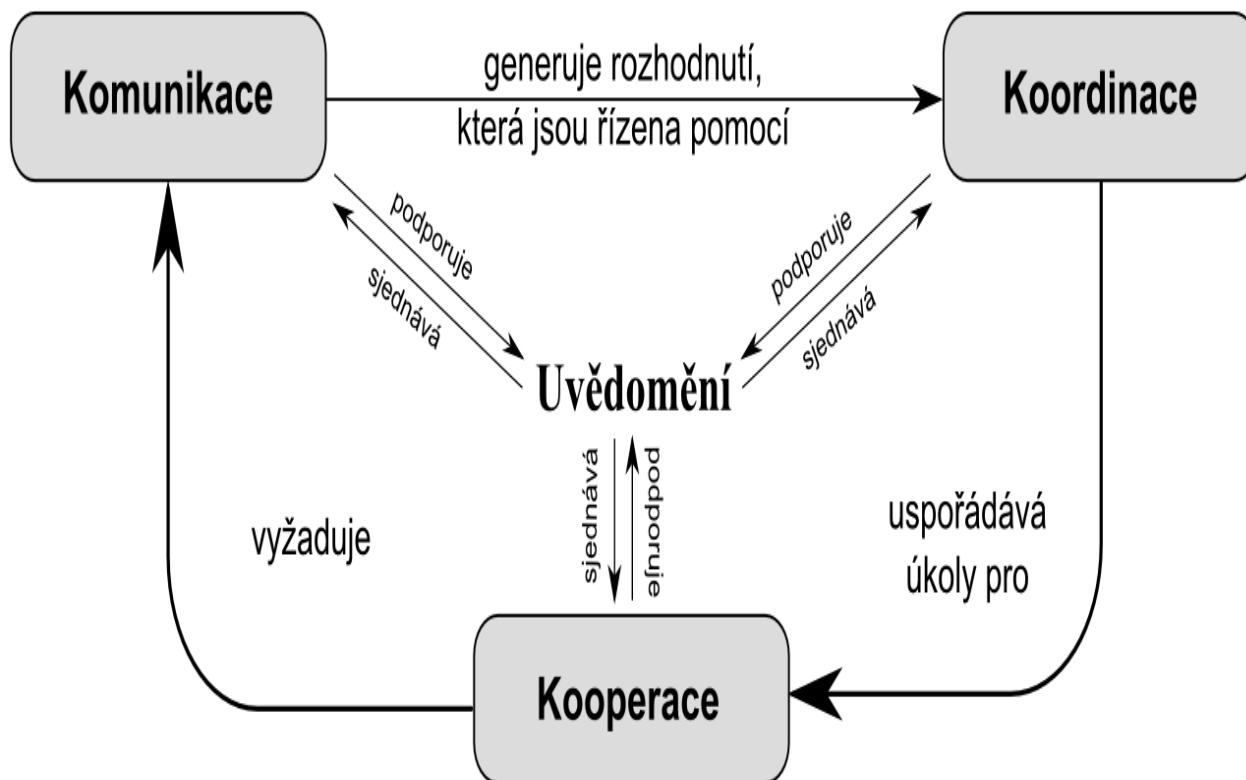 Komunikace
generuje rozhodnutí,
která jsou řízena pomocí
Koordinace
podporuje
sjednává
podporuje
sjednává
Uvědomění
sjednává
podporuje
vyžaduje
uspořádává
úkoly pro
Kooperace